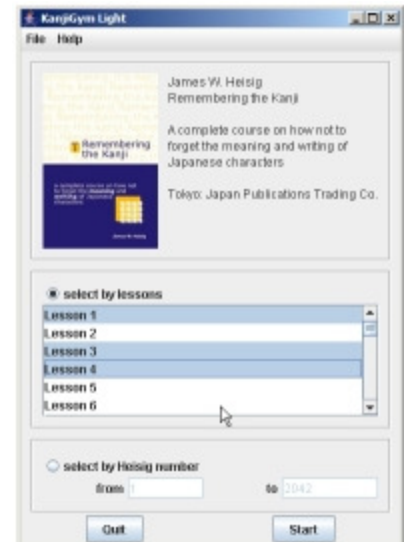 KanjiGym Light
File Help
James W. Heisig
Remembering the Kanji
A complete course on how not to
forget the meaning and writing of
Japanese characters
Tokyo: Japan Publications Trading Co.
Remembering
the Kanji
select by lessons
Lesson 1
Lesson 2
Lesson 3
Lesson 4
Lesson 5
Lesson 6
select by Heisig number
from 1 to 2042
Quit Start